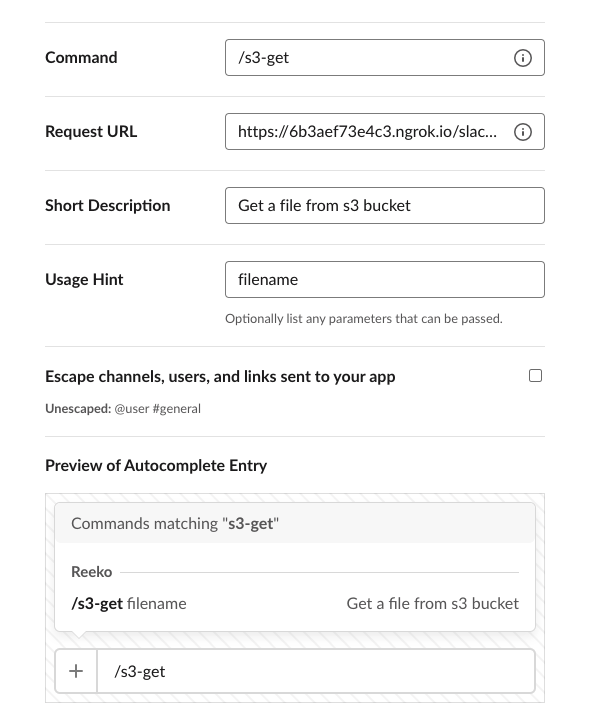 Command
/s3-get
Request URL
https://6b3aef73e4c3.ngrok.io/slac...
Short Description
Get a file from s3 bucket
Usage Hint
filename
Optionally list any parameters that can be passed.
Escape channels, users, and links sent to your app
Unescaped: @user #general
Preview of Autocomplete Entry
Commands matching "s3-get"
Reeko
/s3-get filename Get a file from s3 bucket
+ /s3-get